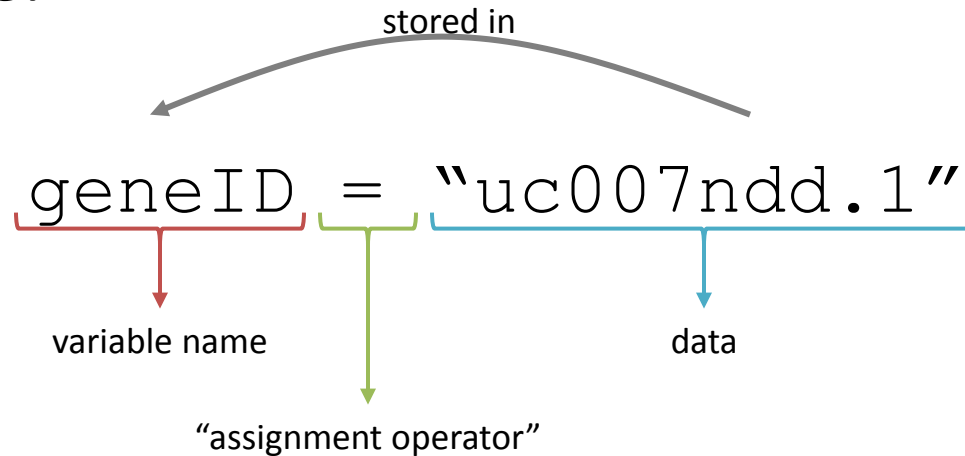 stored in
geneID = “uc007ndd.1”
variable name
data
“assignment operator”